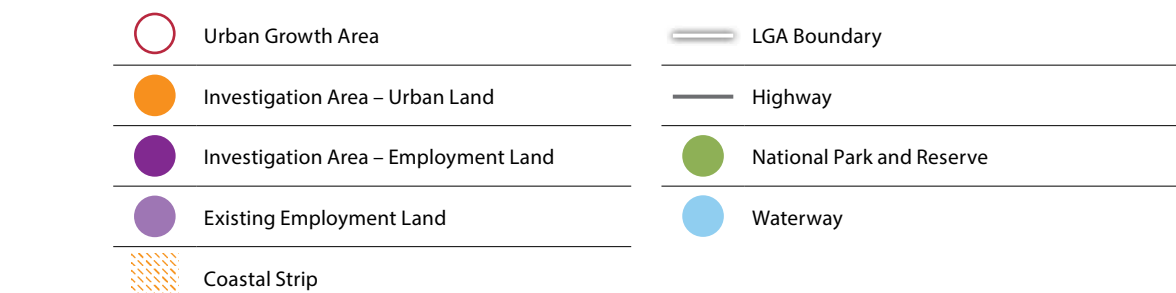 Urban Growth Area
Investigation Area – Urban Land
Investigation Area – Employment Land
Existing Employment Land
Coastal Strip
LGA Boundary
Highway
National Park and Reserve
Waterway